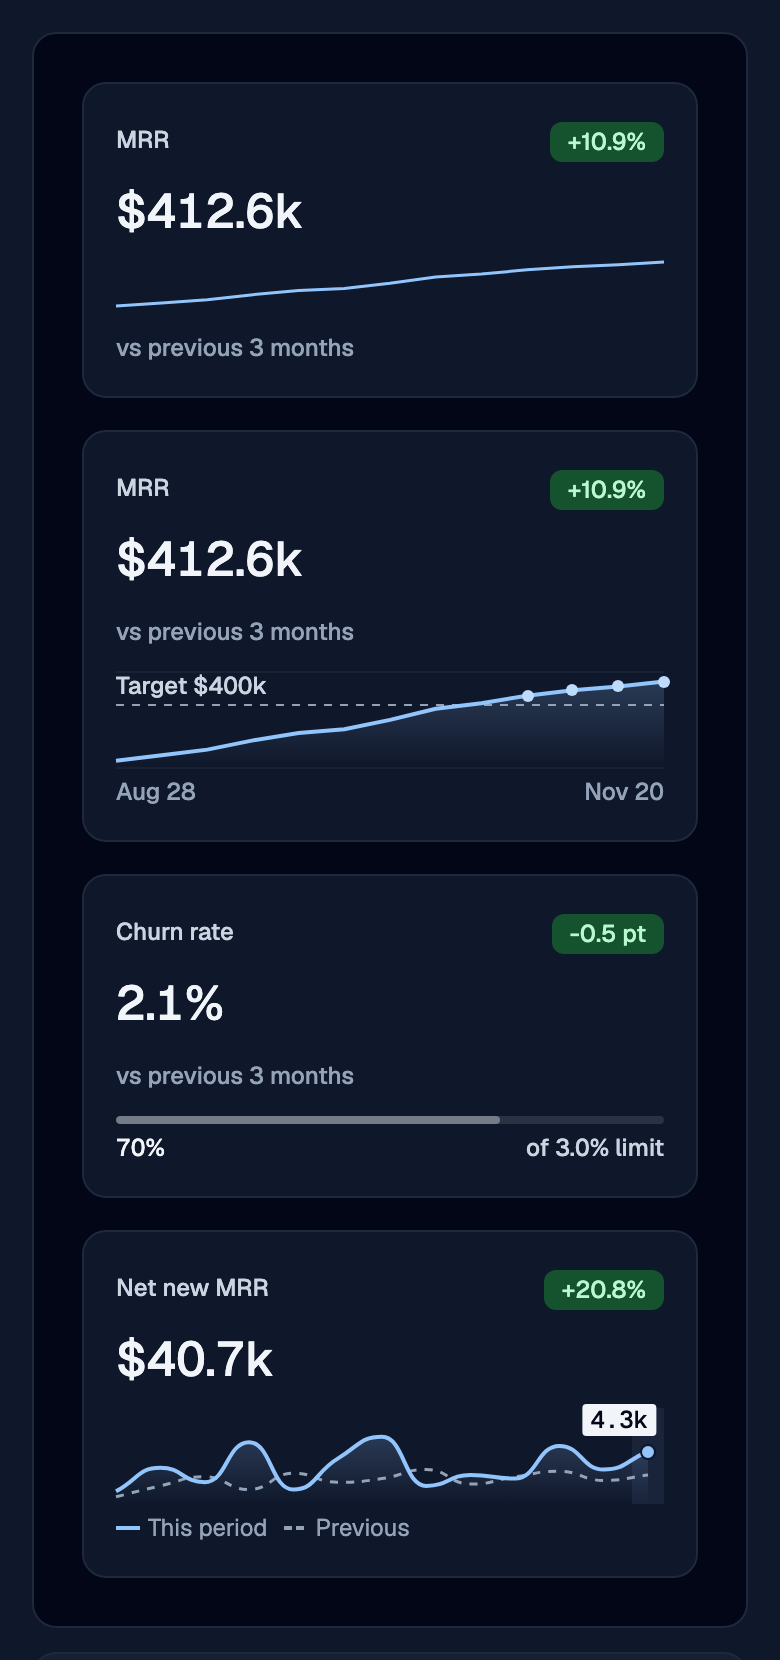 MRR
+10.9%
$412.6k
vs previous 3 months
MRR
+10.9%
$412.6k
vs previous 3 months
Target $400k
Aug 28
Nov 20
Churn rate
-0.5 pt
2.1%
vs previous 3 months
70%
of 3.0% limit
Net new MRR
+20.8%
$40.7k
4.3k
This period
Previous